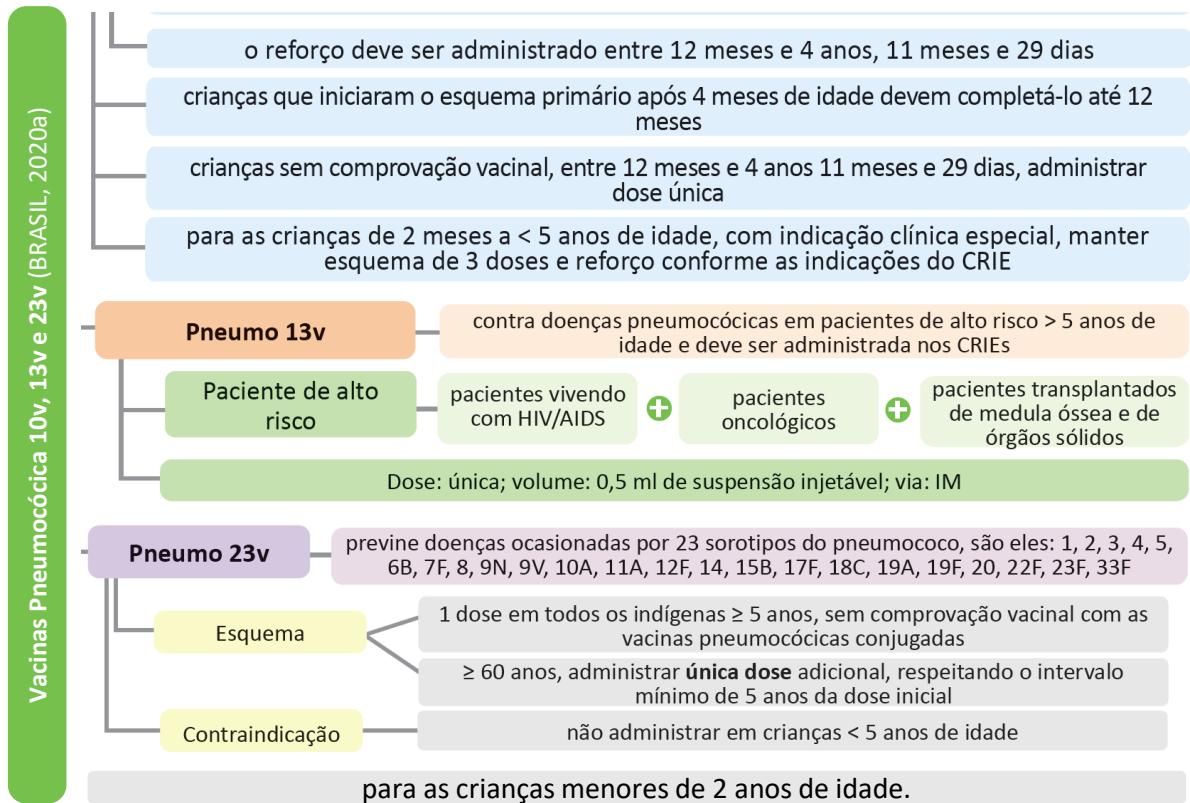 Vacinas Pneumocócica 10v, 13v e 23v (BRASIL, 2020a)
o reforço deve ser administrado entre 12 meses e 4 anos, 11 meses e 29 dias
crianças que iniciaram o esquema primário após 4 meses de idade devem completá-lo até 12
meses
crianças sem comprovação vacinal, entre 12 meses e 4 anos 11 meses e 29 dias, administrar
dose única
para as crianças de 2 meses a < 5 anos de idade, com indicação clínica especial, manter
esquema de 3 doses e reforço conforme as indicações do CRIE
Pneumo 13v
contra doenças pneumocócicas em pacientes de alto risco > 5 anos de
idade e deve ser administrada nos CRIEs
Paciente de alto
risco
pacientes vivendo
com HIV/AIDS
pacientes
oncológicos
pacientes transplantados
de medula óssea e de
órgãos sólidos
Dose: única; volume: 0,5 ml de suspensão injetável; via: IM
Pneumo 23v
previne doenças ocasionadas por 23 sorotipos do pneumococo, são eles: 1, 2, 3, 4, 5,
6B, 7F, 8, 9N, 9V, 10A, 11A, 12F, 14, 15B, 17F, 18C, 19A, 19F, 20, 22F, 23F, 33F
Esquema
1 dose em todos os indígenas ≥ 5 anos, sem comprovação vacinal com as
vacinas pneumocócicas conjugadas
≥ 60 anos, administrar única dose adicional, respeitando o intervalo
mínimo de 5 anos da dose inicial
Contraindicação
não administrar em crianças < 5 anos de idade
para as crianças menores de 2 anos de idade.